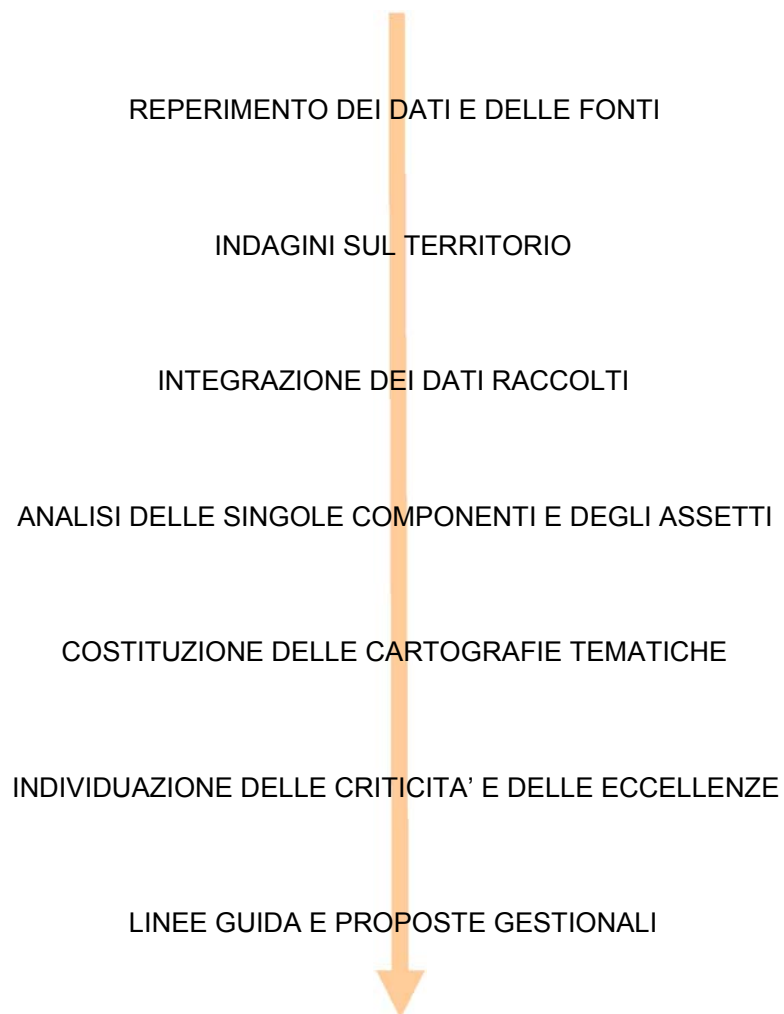 REPERIMENTO DEI DATI E DELLE FONTI
INDAGINI SUL TERRITORIO
INTEGRAZIONE DEI DATI RACCOLTI
ANALISI DELLE SINGOLE COMPONENTI E DEGLI ASSETTI
COSTITUZIONE DELLE CARTOGRAFIE TEMATICHE
INDIVIDUAZIONE DELLE CRITICITA’ E DELLE ECCELLENZE
LINEE GUIDA E PROPOSTE GESTIONALI